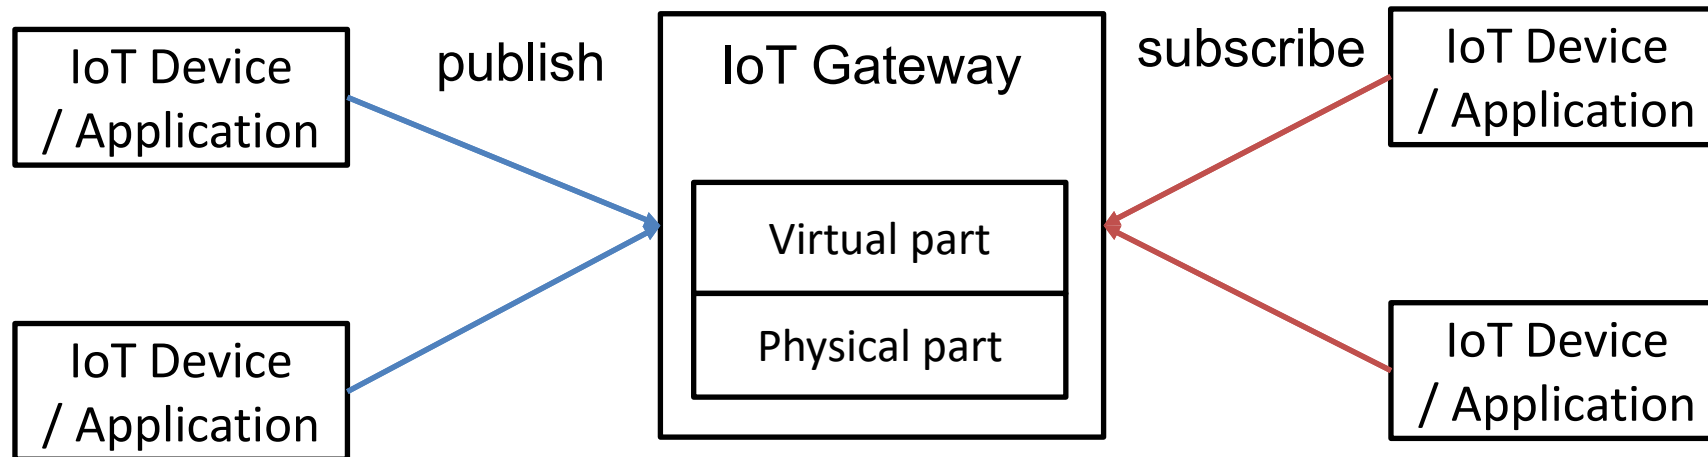 IoT Device
/ Application
publish
IoT Gateway
subscribe
IoT Device
/ Application
Virtual part
Physical part
IoT Device
/ Application
IoT Device
/ Application